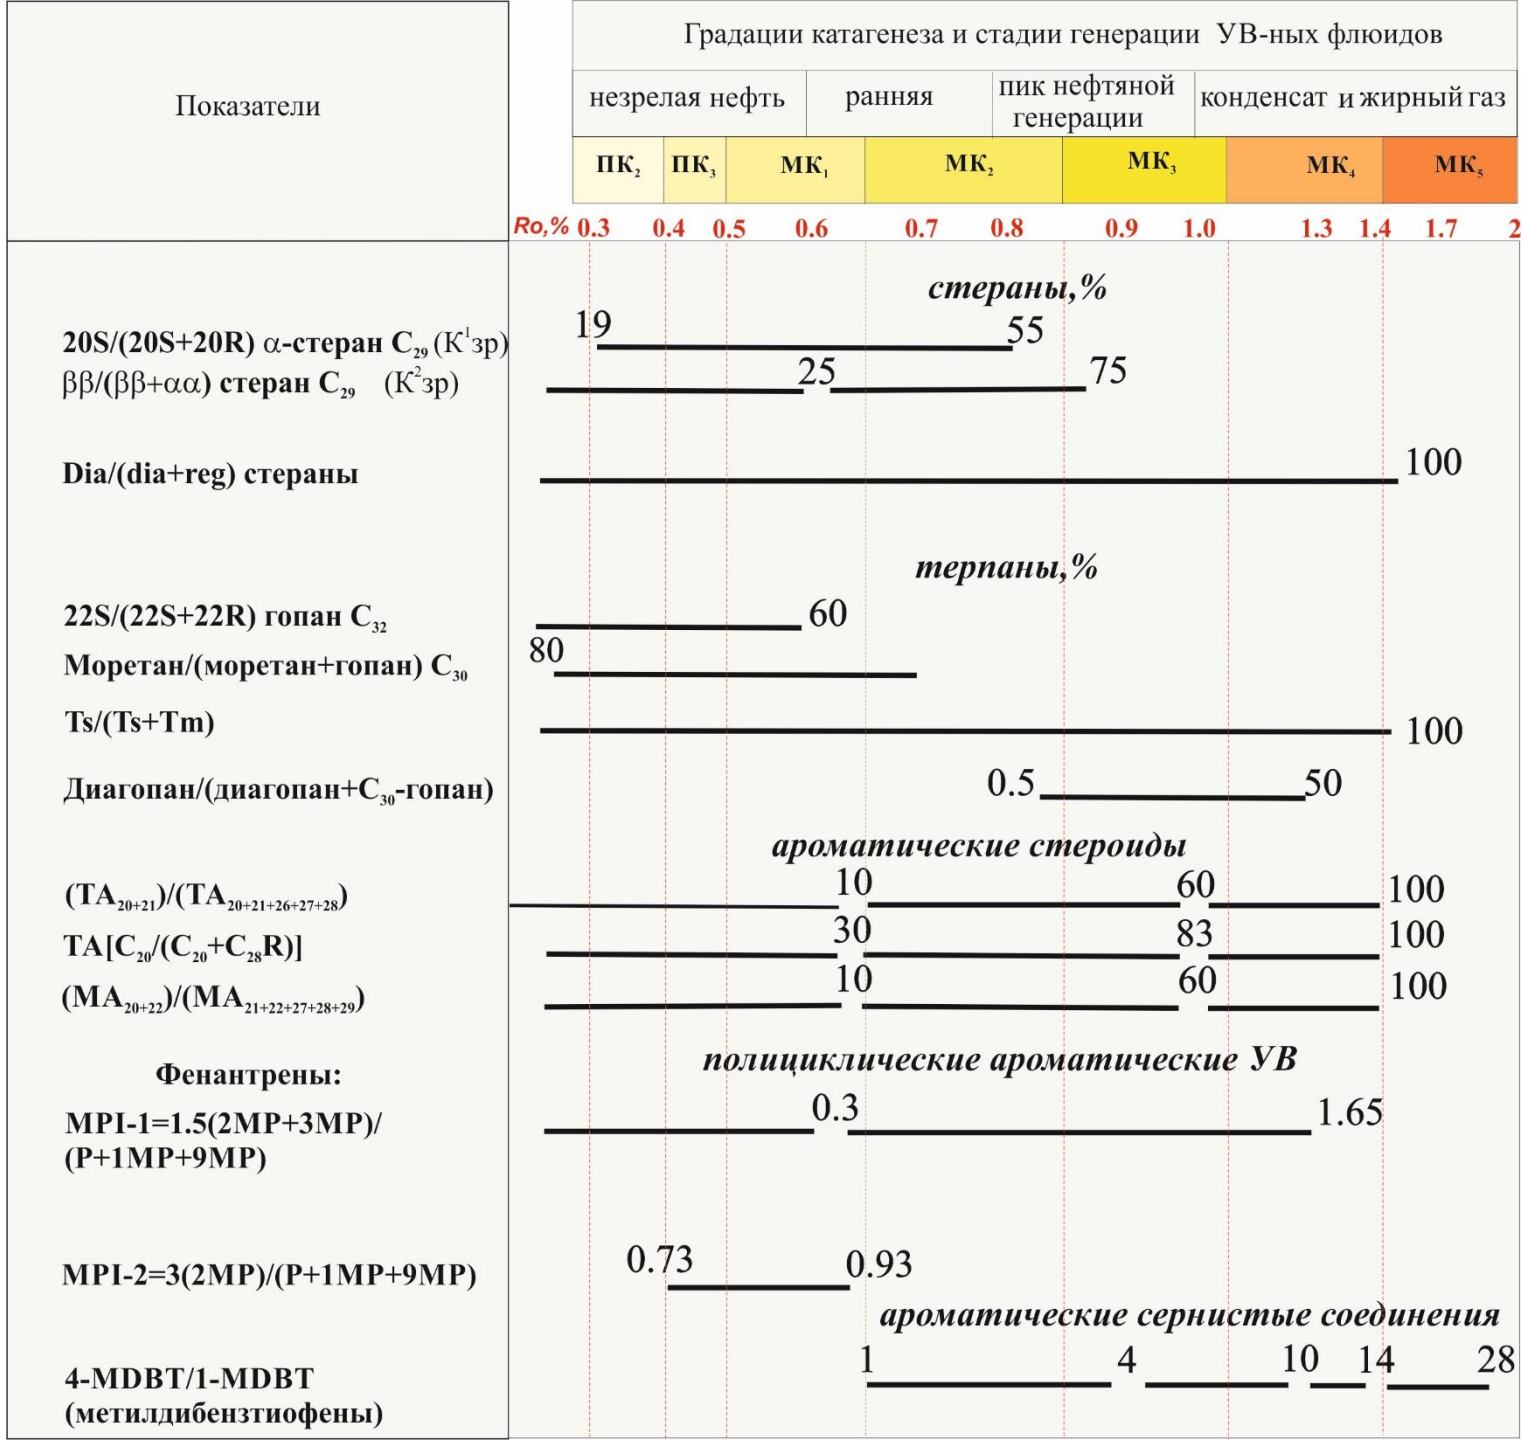 Показатели
Градации катагенеза и стадии генерации УВ-ных флюидов
незрелая нефть
ранняя
пик нефтяной
генерации
конденсат и жирный газ
ПК₂ ПК₃ МК₁ МК₂ МК₃ МК₄ МК₅
Ro,% 0.3 0.4 0.5 0.6 0.7 0.8 0.9 1.0 1.3 1.4 1.7 2
стераны,%
20S/(20S+20R) α-стеран C₂₉ (К¹зр) 19 55
ββ/(ββ+αα) стеран C₂₉ (К²зр) 25 75
Dia/(dia+reg) стераны 100
терпаны,%
22S/(22S+22R) гопан C₃₂ 60
Моретан/(моретан+гопан) C₃₀ 80
Ts/(Ts+Tm) 100
Диагопан/(диагопан+C₃₀-гопан) 0.5 50
ароматические стероиды
(TA₂₀₊₂₁)/(TA₂₀₊₂₁₊₂₆₊₂₇₊₂₈) 10 60 100
TA[C₂₀/(C₂₀+C₂₈R)] 30 83 100
(MA₂₀₊₂₂)/(MA₂₁₊₂₂₊₂₇₊₂₈₊₂₉) 10 60 100
полициклические ароматические УВ
Фенантрены:
MPI-1=1.5(2MP+3MP)/ 0.3 1.65
(P+1MP+9MP)
MPI-2=3(2MP)/(P+1MP+9MP) 0.73 0.93
ароматические сернистые соединения
4-MDBT/1-MDBT 1 4 10 14 28
(метилдибензтиофены)